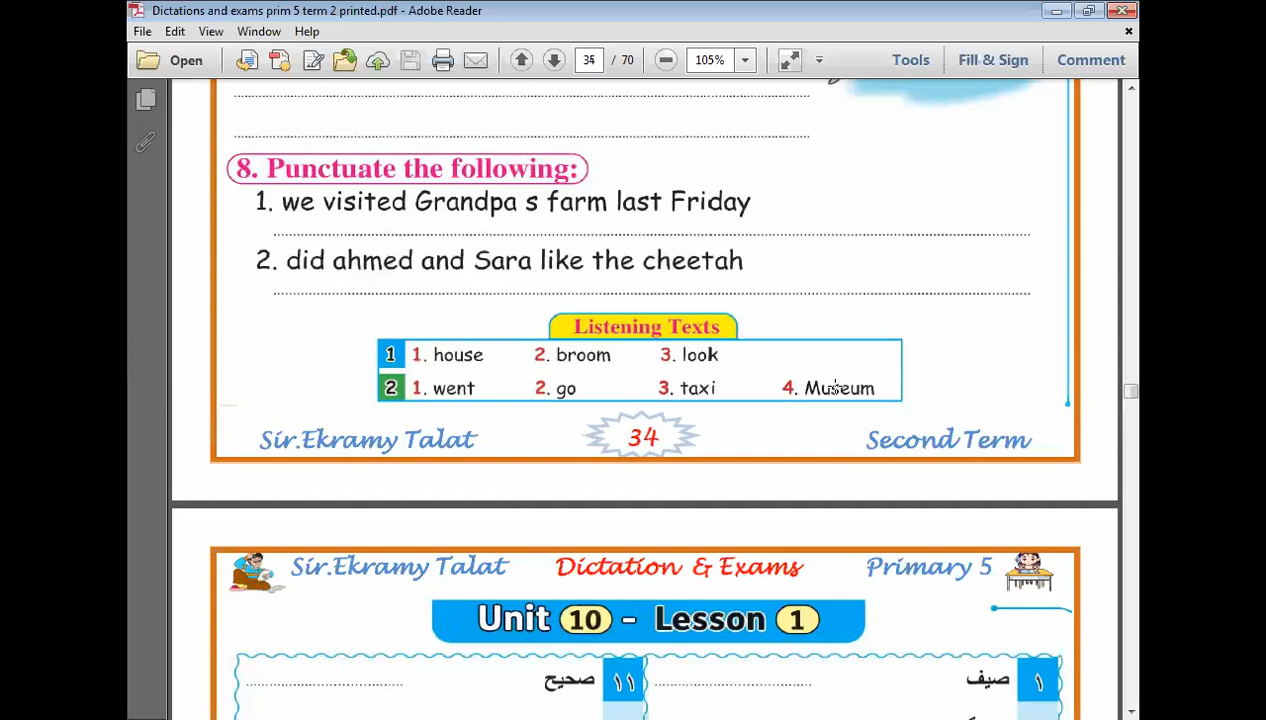 Dictations and exams prim 5 term 2 printed.pdf - Adobe Reader
File Edit View Window Help
Open 34 / 70 105% Tools Fill & Sign Comment
8. Punctuate the following:
1. we visited Grandpa s farm last Friday
2. did ahmed and Sara like the cheetah
Listening Texts
1 1. house 2. broom 3. look
2 1. went 2. go 3. taxi 4. Museum
Sir.Ekramy Talat 34 Second Term
Sir.Ekramy Talat Dictation & Exams Primary 5
Unit 10 - Lesson 1
١ صيف ١١ صحيح